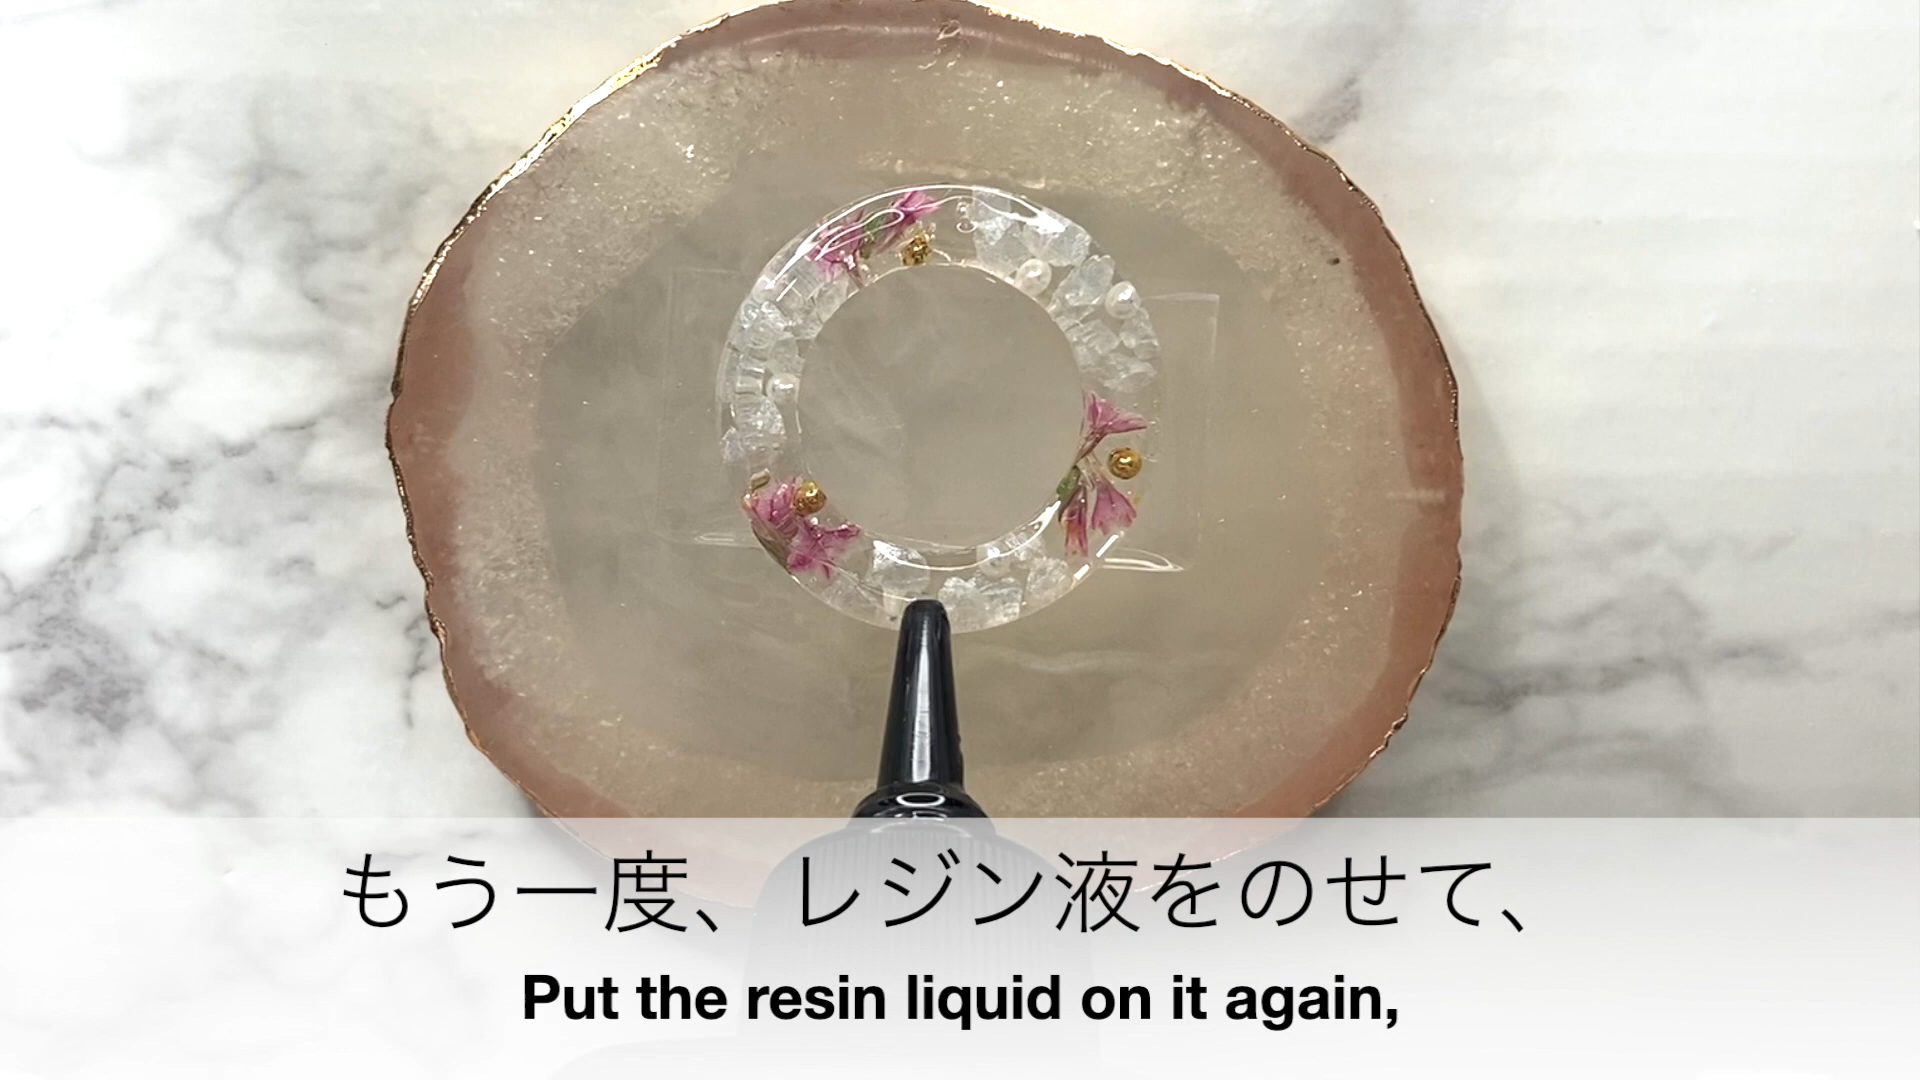 もう一度、レジン液をのせて、
Put the resin liquid on it again,